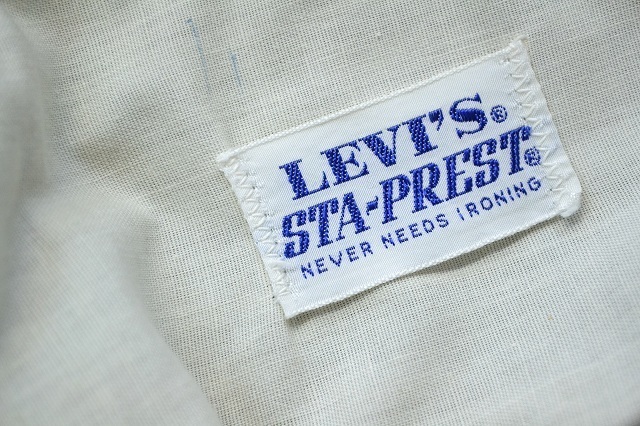 LEVI'S®
STA-PREST®
NEVER NEEDS IRONING